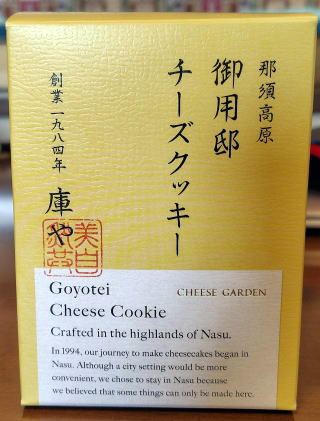 那須高原
御用邸
チーズクッキー
創業一九八四年
庫や
Goyotei
Cheese Cookie
CHEESE GARDEN
Crafted in the highlands of Nasu.
In 1994, our journey to make cheesecakes began in
Nasu. Although a city setting would be more
convenient, we chose to stay in Nasu because
we believed that some things can only be made here.